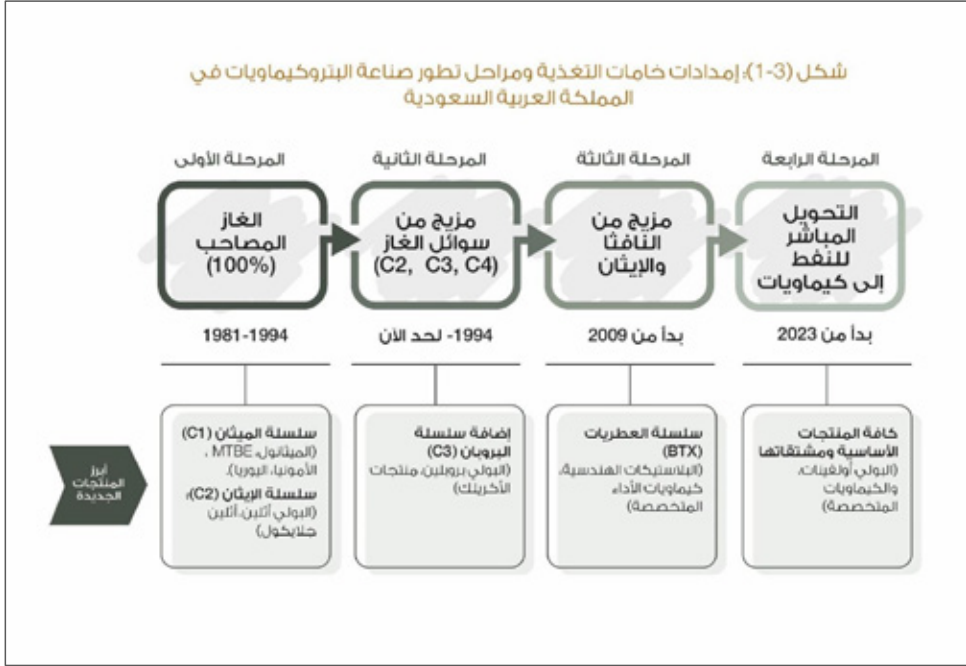 شكل (3-1): إمدادات خامات التغذية ومراحل تطور صناعة البتروكيماويات في
المملكة العربية السعودية
المرحلة الأولى
الغاز
المصاحب
(100%)
1981-1994
المرحلة الثانية
مزيج من
سوائل الغاز
(C2, C3, C4)
1994- لحد الآن
المرحلة الثالثة
مزيج من
النافثا
والإيثان
بدأ من 2009
المرحلة الرابعة
التحويل
المباشر
للنفط
إلى كيماويات
بدأ من 2023
أبرز
المنتجات
الجديدة
سلسلة الميثان (C1)
(الميثانول، MTBE،
الأمونيا، اليوريا).
سلسلة الإيثان (C2):
(البولي أثلين، أثلين
جلايكول)
إضافة سلسلة
البروبان (C3)
(البولي بروبلين، منتجات
الأكريلك)
سلسلة العطريات
(BTX)
(البلاستيكات الهندسية،
كيماويات الأداء
المتخصصة)
كافة المنتجات
الأساسية ومشتقاتها
(البولي أولفينات،
والكيماويات
المتخصصة)